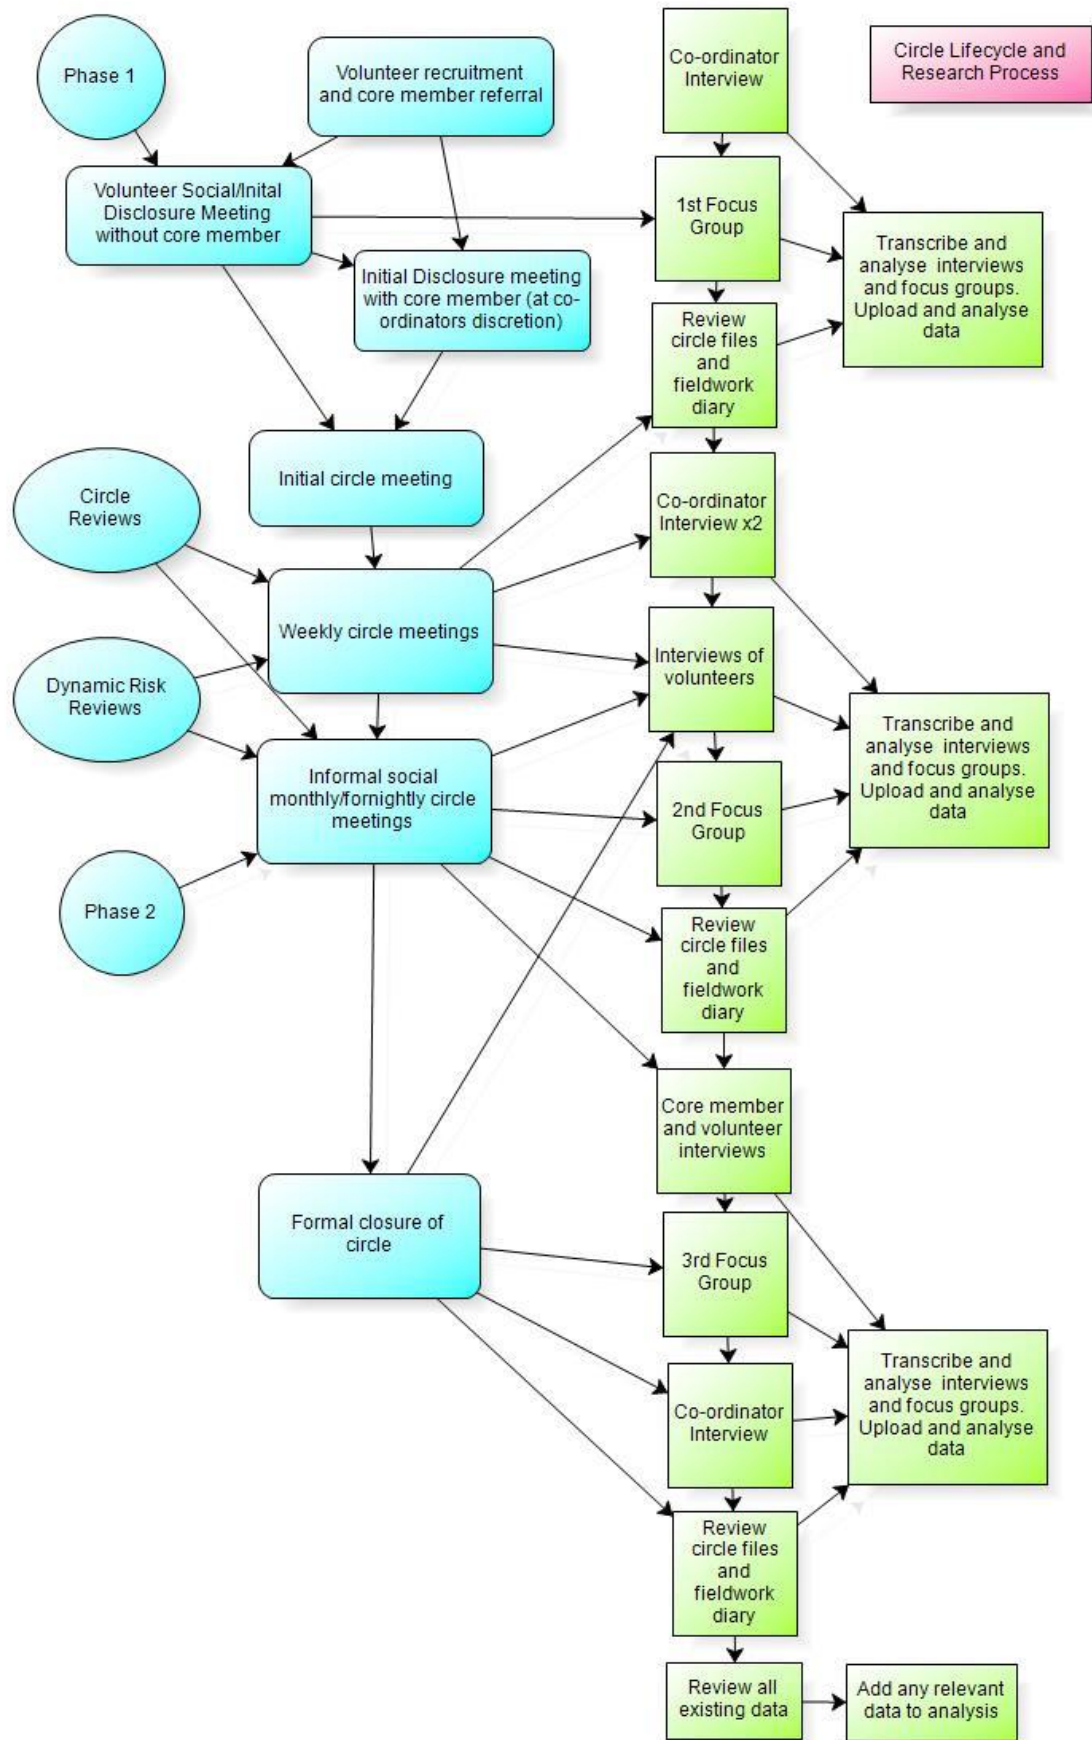 Phase 1
Volunteer recruitment
and core member referral
Co-ordinator
Interview
Circle Lifecycle and
Research Process
Volunteer Social/Inital
Disclosure Meeting
without core member
1st Focus
Group
Transcribe and
analyse interviews
and focus groups.
Upload and analyse
data
Initial Disclosure meeting
with core member (at co-
ordinators discretion)
Review
circle files
and
fieldwork
diary
Initial circle meeting
Circle
Reviews
Co-ordinator
Interview x2
Weekly circle meetings
Interviews of
volunteers
Dynamic Risk
Reviews
Transcribe and
analyse interviews
and focus groups.
Upload and analyse
data
Informal social
monthly/fornightly circle
meetings
2nd Focus
Group
Phase 2
Review
circle files
and
fieldwork
diary
Core member
and volunteer
interviews
Formal closure of
circle
3rd Focus
Group
Transcribe and
analyse interviews
and focus groups.
Upload and analyse
data
Co-ordinator
Interview
Review
circle files
and
fieldwork
diary
Review all
existing data
Add any relevant
data to analysis